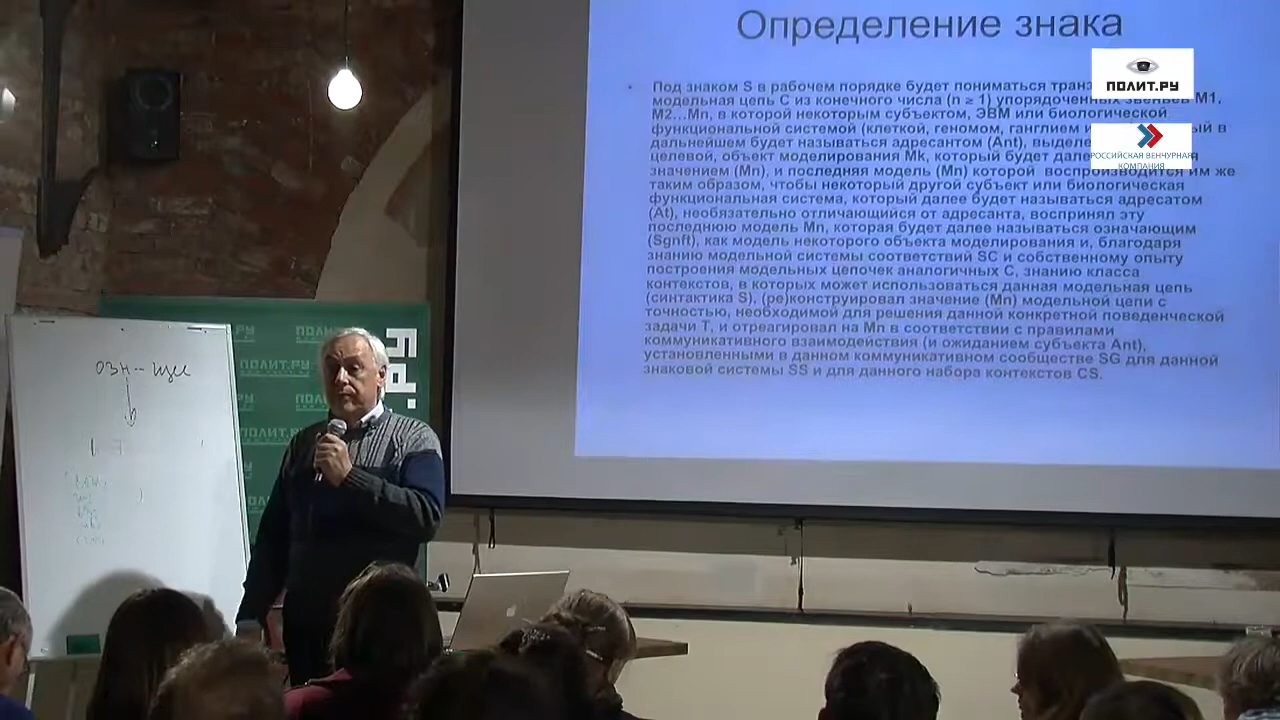 Определение знака
Под знаком S в рабочем порядке будет пониматься
модельная цепь C из конечного числа (n ≥ 1) упорядоченных звеньев M1,
M2...Mn, в которой некоторым субъектом, ЭВМ или биологической
функциональной системой (клеткой, геномом, ганглием в
дальнейшем будет называться адресантом (Ant),
целевой, объект моделирования Mk, который будет
значением (Mn), и последняя модель (Mn) которой воспроизводится им же
таким образом, чтобы некоторый другой субъект или биологическая
функциональная система, который далее будет называться адресатом
(At), необязательно отличающийся от адресанта, воспринял эту
последнюю модель Mn, которая будет далее называться означающим
(Sgnft), как модель некоторого объекта моделирования и, благодаря
знанию модельной системы соответствий SC и собственному опыту
построения модельных цепочек аналогичных C, знанию класса
контекстов, в которых может использоваться данная модельная цепь
(синтактика S), (ре)конструировал значение (Mn) модельной цепи с
точностью, необходимой для решения данной конкретной поведенческой
задачи T, и отреагировал на Mn в соответствии с правилами
коммуникативного взаимодействия (и ожиданием субъекта Ant),
установленными в данном коммуникативном сообществе SG для данной
знаковой системы SS и для данного набора контекстов CS.
ПОЛИТ.РУ
РОССИЙСКАЯ ВЕНЧУРНАЯ
КОМПАНИЯ
озн--щее
ПОЛИТ.РУ
ПОЛИТ.РУ
ПОЛИТ.РУ